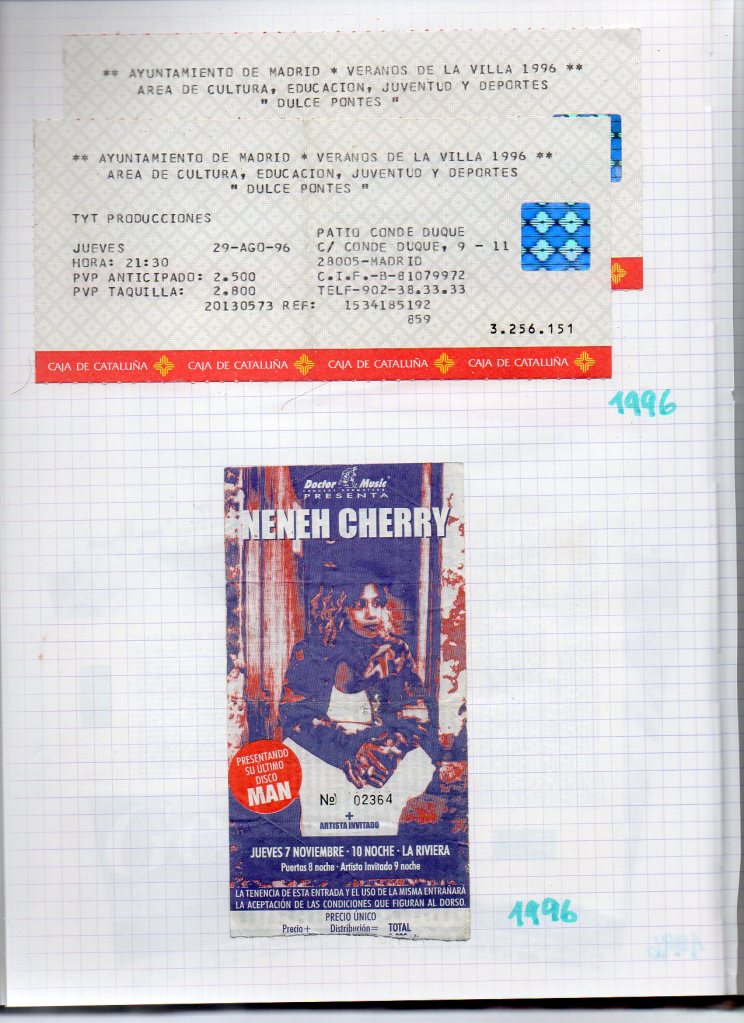 ** AYUNTAMIENTO DE MADRID * VERANOS DE LA VILLA 1996 **
AREA DE CULTURA, EDUCACION, JUVENTUD Y DEPORTES
" DULCE PONTES "
** AYUNTAMIENTO DE MADRID * VERANOS DE LA VILLA 1996 **
AREA DE CULTURA, EDUCACION, JUVENTUD Y DEPORTES
" DULCE PONTES "
TYT PRODUCCIONES
PATIO CONDE DUQUE
JUEVES 29-AGO-96 C/ CONDE DUQUE, 9 - 11
HORA: 21:30 28005-MADRID
PVP ANTICIPADO: 2.500 C.I.F.-B-81079972
PVP TAQUILLA: 2.800 TELF-902-38.33.33
20130573 REF: 1534185192
859
3.256.151
CAJA DE CATALUÑA CAJA DE CATALUÑA CAJA DE CATALUÑA CAJA DE CATALUÑA
1996
Doctor Music
PRESENTA
NENEH CHERRY
PRESENTANDO
SU ÚLTIMO
DISCO
MAN
Nº 02364
+
ARTISTA INVITADO
JUEVES 7 NOVIEMBRE · 10 NOCHE · LA RIVIERA
Puertas 8 noche · Artista Invitado 9 noche
LA TENENCIA DE ESTA ENTRADA Y EL USO DE LA MISMA ENTRAÑARÁ
LA ACEPTACIÓN DE LAS CONDICIONES QUE FIGURAN AL DORSO.
PRECIO ÚNICO
Precio + Distribución = TOTAL
1996